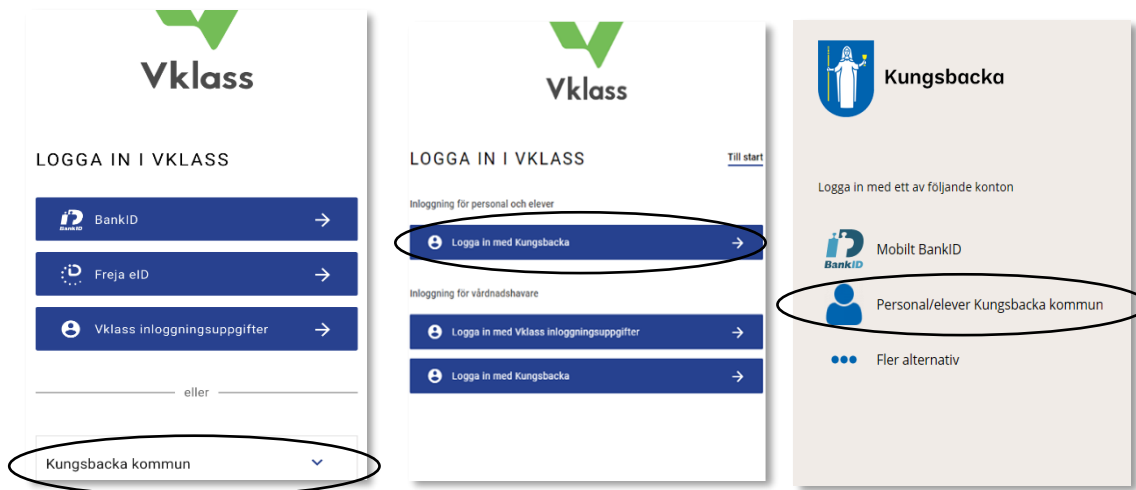 Vklass
LOGGA IN I VKLASS
BankID
BankID
Freja eID
Vklass inloggningsuppgifter
eller
Kungsbacka kommun
Vklass
LOGGA IN I VKLASS
Till start
Inloggning för personal och elever
Logga in med Kungsbacka
Inloggning för vårdnadshavare
Logga in med Vklass inloggningsuppgifter
Logga in med Kungsbacka
Kungsbacka
Logga in med ett av följande konton
BankID
Mobilt BankID
Personal/elever Kungsbacka kommun
Fler alternativ